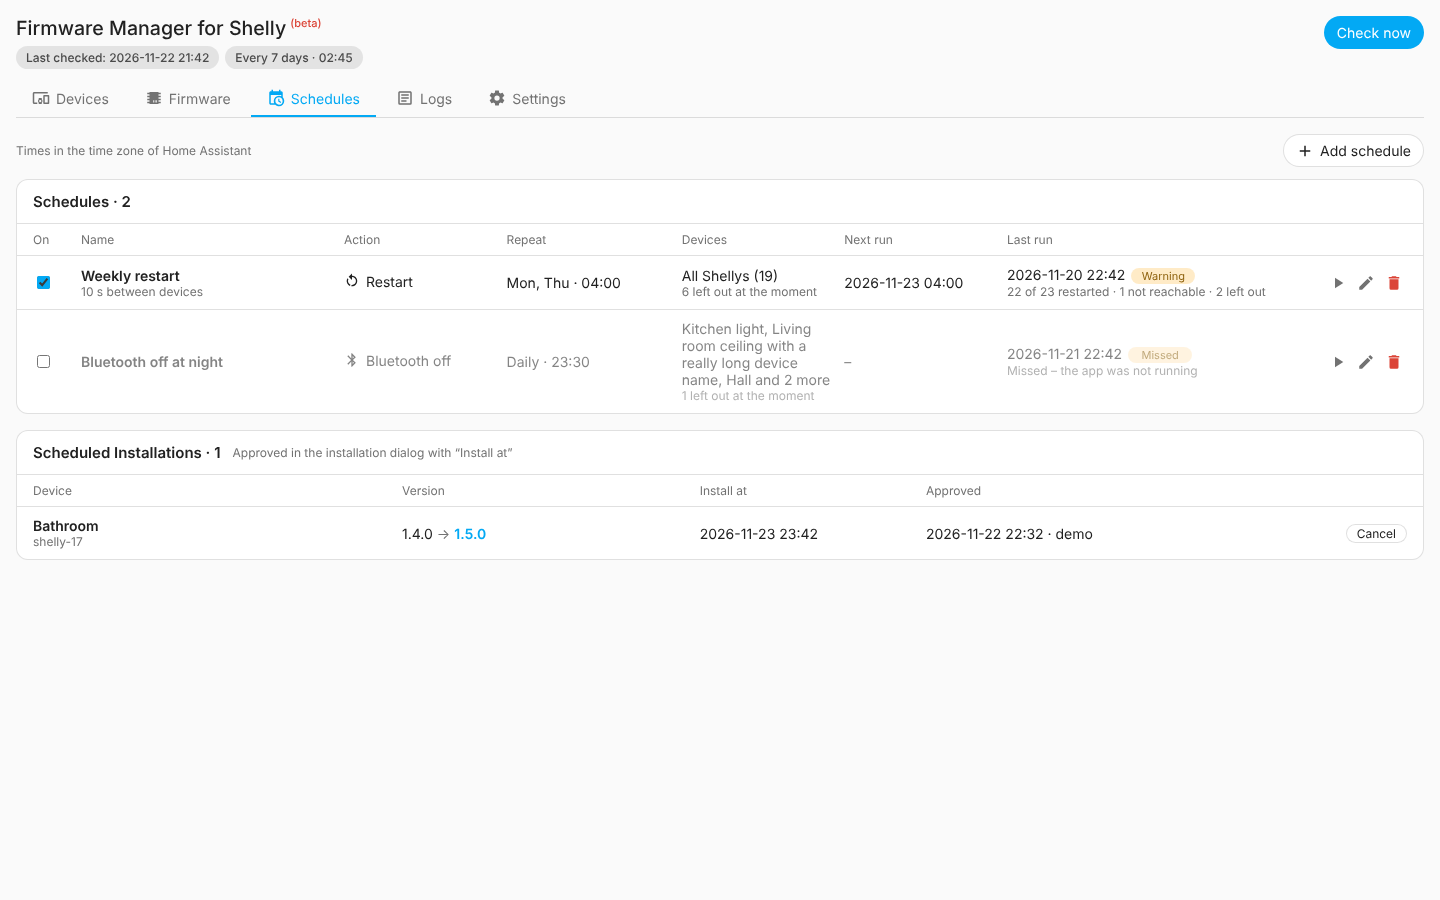 Firmware Manager for Shelly (beta)
Check now
Last checked: 2026-11-22 21:42
Every 7 days · 02:45
Devices
Firmware
Schedules
Logs
Settings
Times in the time zone of Home Assistant
Add schedule
Schedules · 2
On Name Action Repeat Devices Next run Last run
Weekly restart
10 s between devices
Restart
Mon, Thu · 04:00
All Shellys (19)
6 left out at the moment
2026-11-23 04:00
2026-11-20 22:42 Warning
22 of 23 restarted · 1 not reachable · 2 left out
Bluetooth off at night
Bluetooth off
Daily · 23:30
Kitchen light, Living
room ceiling with a
really long device
name, Hall and 2 more
1 left out at the moment
–
2026-11-21 22:42 Missed
Missed – the app was not running
Scheduled Installations · 1 Approved in the installation dialog with “Install at”
Device Version Install at Approved
Bathroom
shelly-17
1.4.0 → 1.5.0
2026-11-23 23:42
2026-11-22 22:32 · demo
Cancel